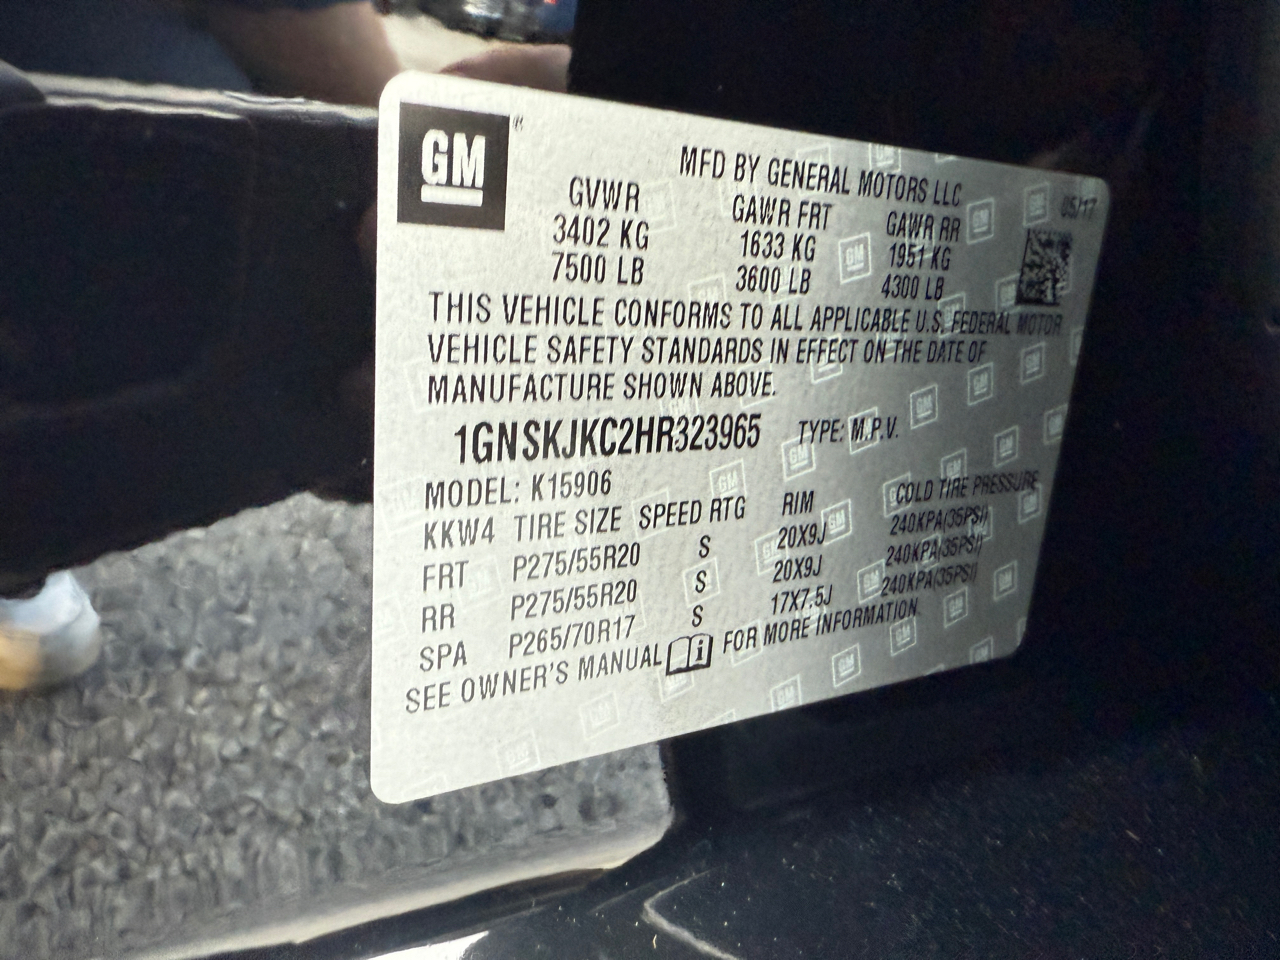 GM®
MFD BY GENERAL MOTORS LLC
05/17
GVWR GAWR FRT GAWR RR
3402 KG 1633 KG 1951 KG
7500 LB 3600 LB 4300 LB
THIS VEHICLE CONFORMS TO ALL APPLICABLE U.S. FEDERAL MOTOR
VEHICLE SAFETY STANDARDS IN EFFECT ON THE DATE OF
MANUFACTURE SHOWN ABOVE.
1GNSKJKC2HR323965 TYPE: M.P.V.
MODEL: K15906
KKW4 TIRE SIZE SPEED RTG RIM COLD TIRE PRESSURE
FRT P275/55R20 S 20X9J 240KPA(35PSI)
RR P275/55R20 S 20X9J 240KPA(35PSI)
SPA P265/70R17 S 17X7.5J 240KPA(35PSI)
SEE OWNER'S MANUAL i FOR MORE INFORMATION.